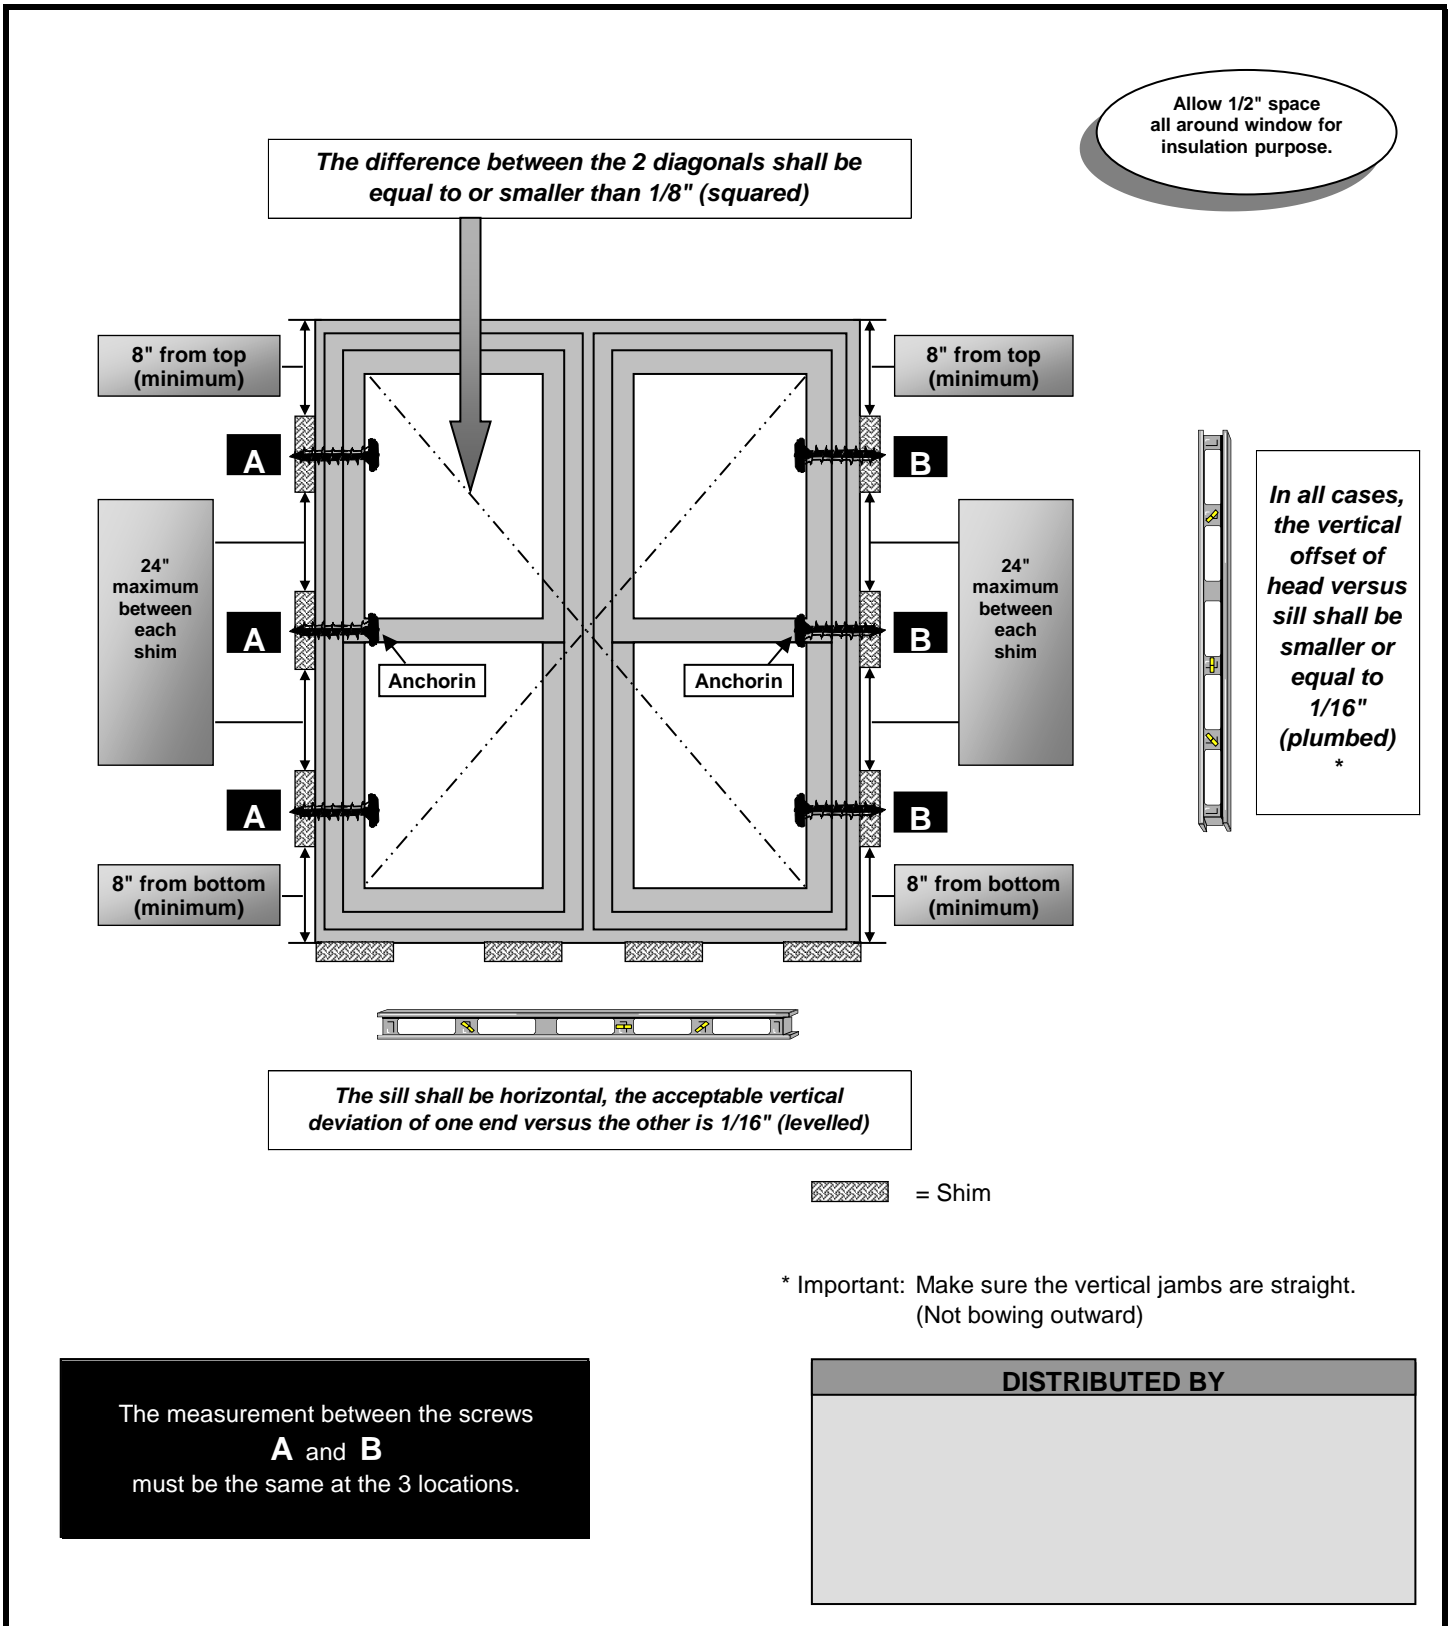 Allow 1/2" space
all around window for
insulation purpose.
The difference between the 2 diagonals shall be
equal to or smaller than 1/8" (squared)
8" from top
(minimum)
8" from top
(minimum)
A
B
24"
maximum
between
each
shim
24"
maximum
between
each
shim
In all cases,
the vertical
offset of
head versus
sill shall be
smaller or
equal to
1/16"
(plumbed)
*
A
B
Anchorin
Anchorin
A
B
8" from bottom
(minimum)
8" from bottom
(minimum)
The sill shall be horizontal, the acceptable vertical
deviation of one end versus the other is 1/16" (levelled)
= Shim
* Important: Make sure the vertical jambs are straight.
(Not bowing outward)
The measurement between the screws
A and B
must be the same at the 3 locations.
DISTRIBUTED BY